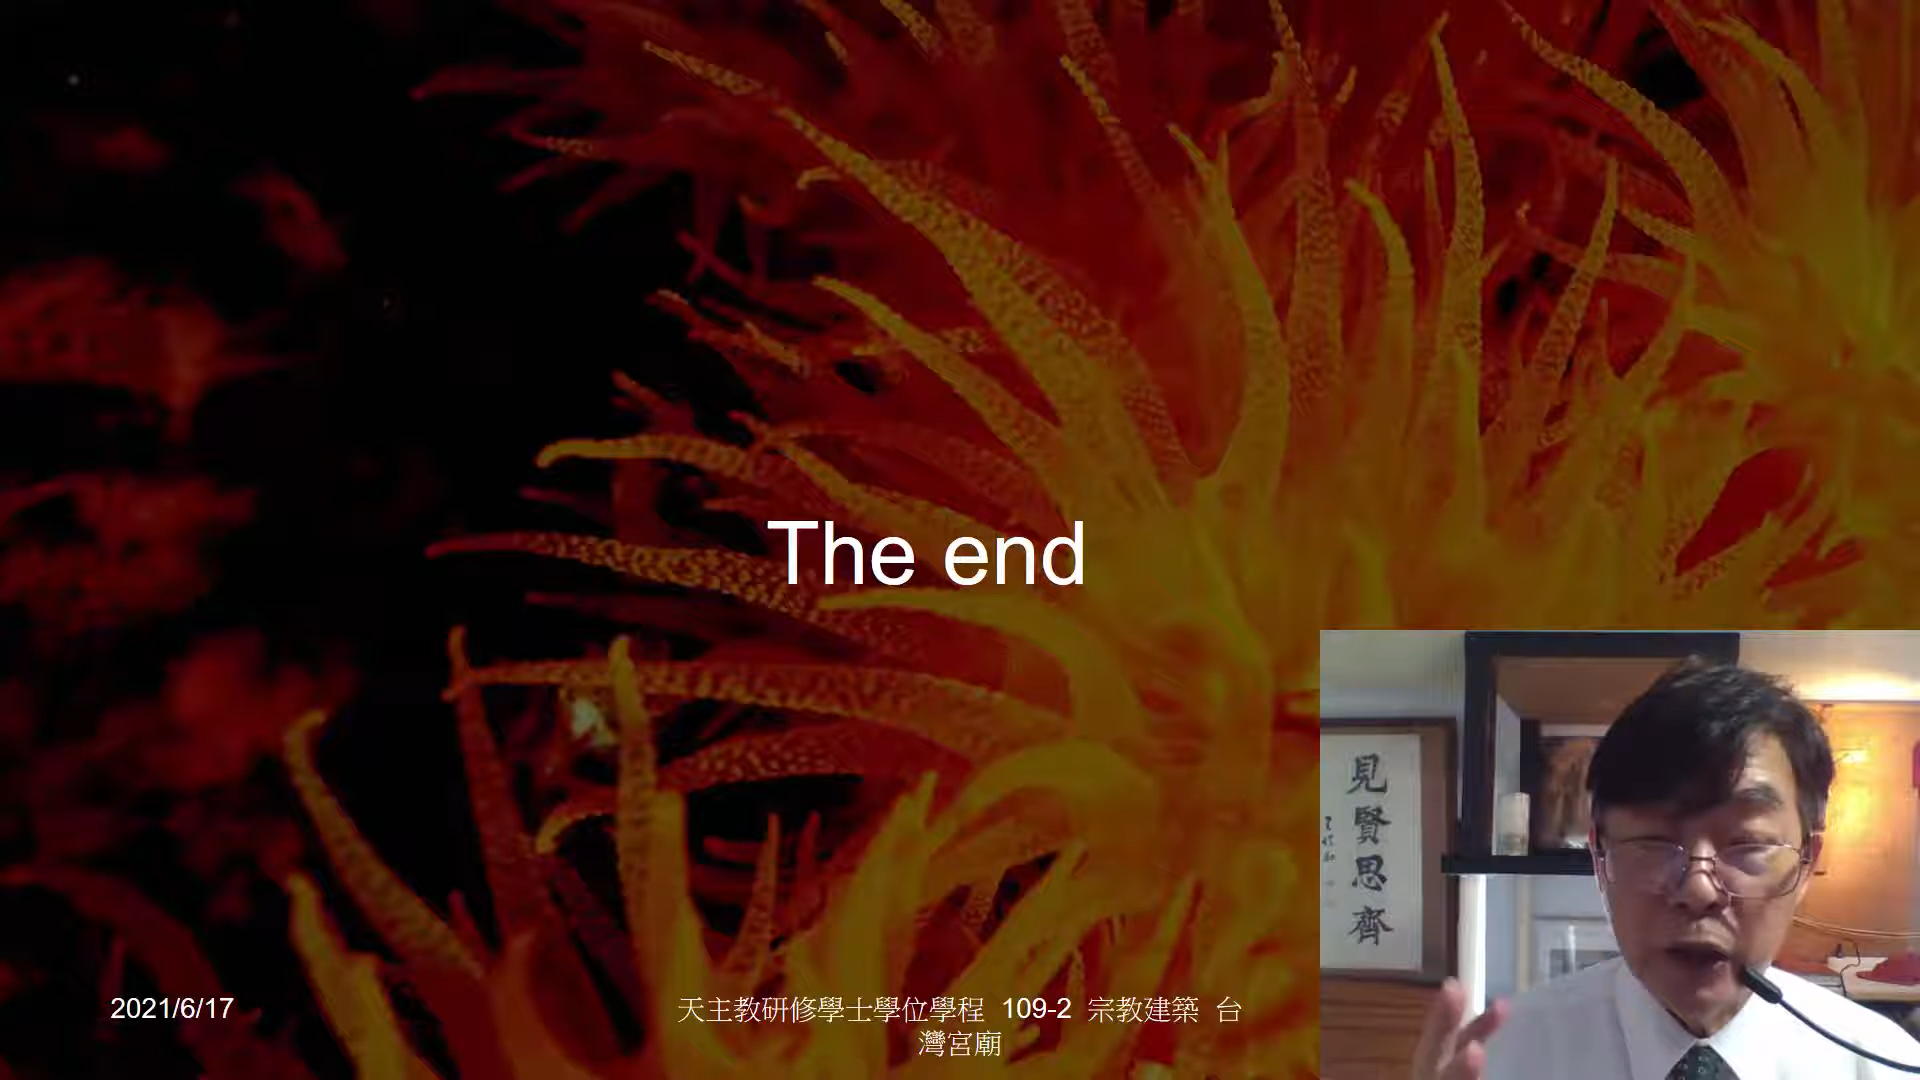 The end
見賢思齊
2021/6/17
天主教研修學士學位學程 109-2 宗教建築 台
灣宮廟